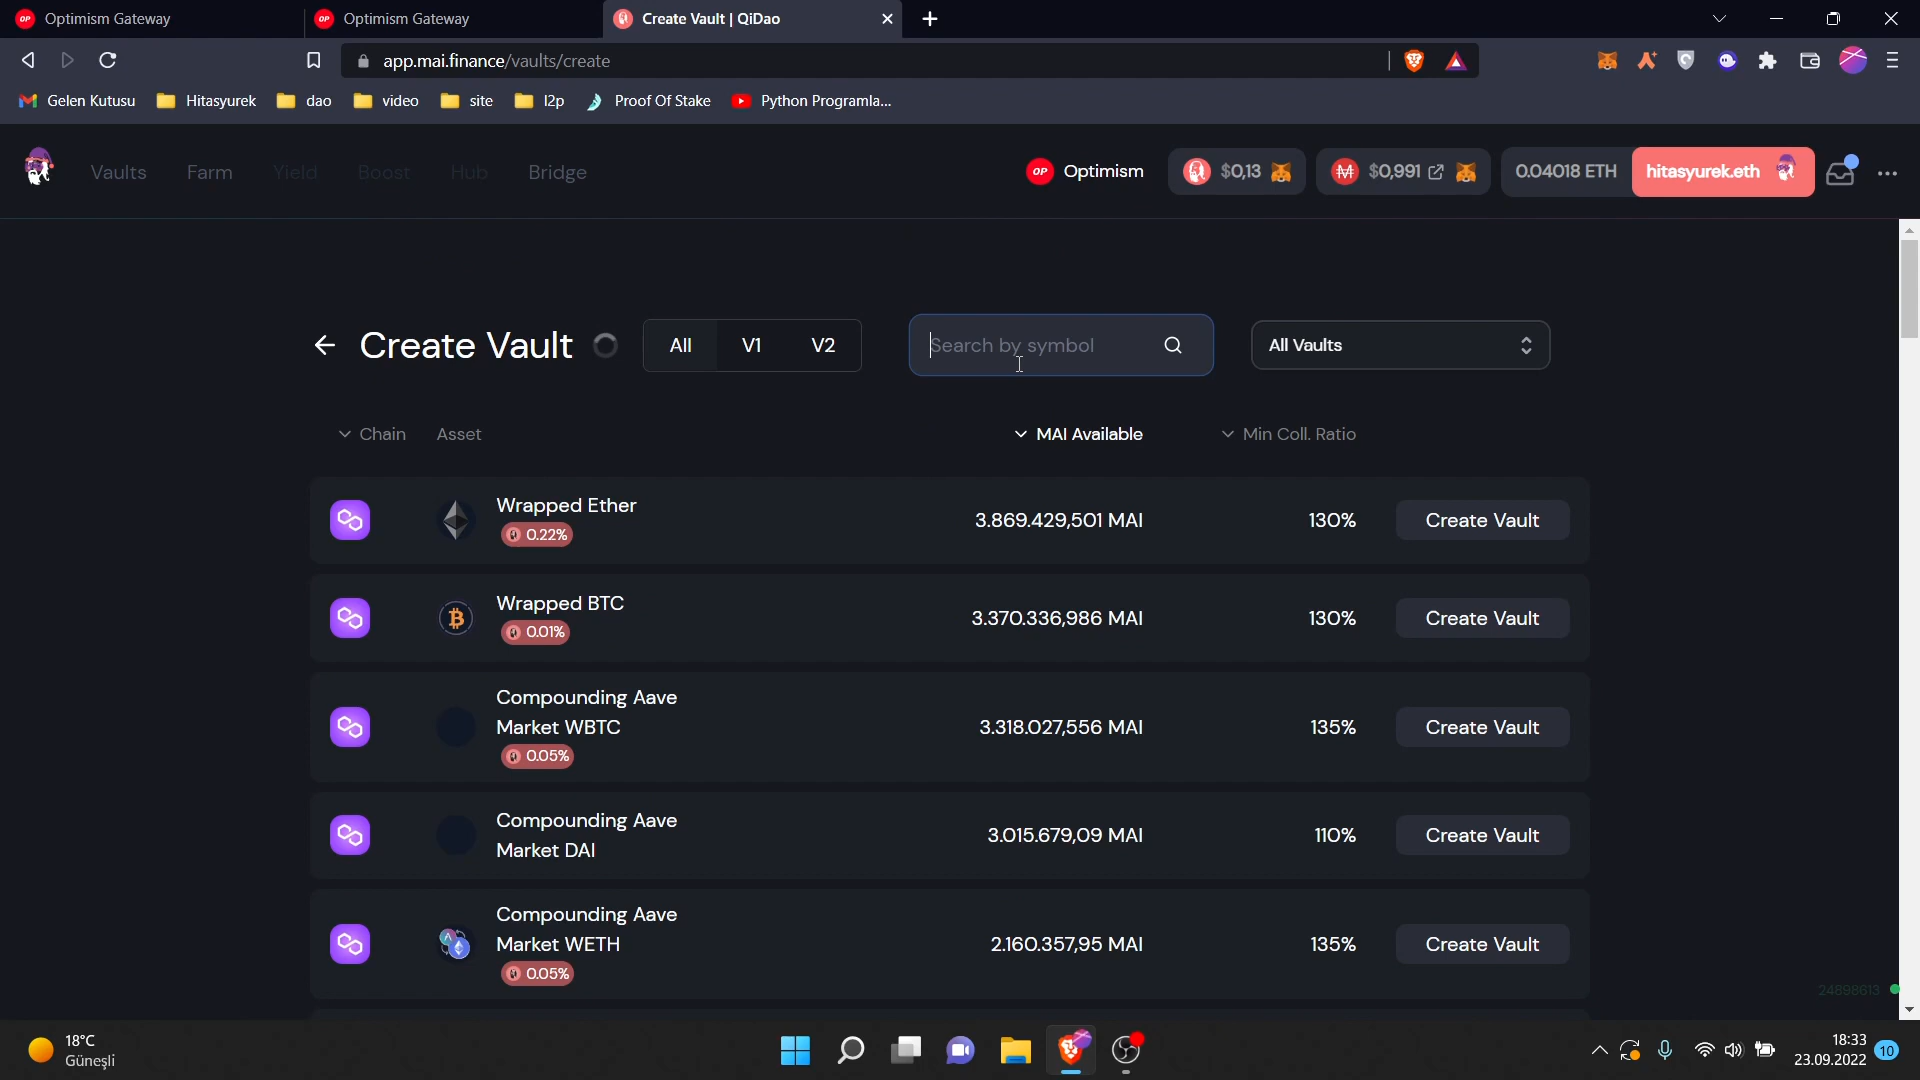 Optimism Gateway
Optimism Gateway
Create Vault | QiDao
app.mai.finance/vaults/create
Gelen Kutusu
Hitasyurek
dao
video
site
l2p
Proof Of Stake
Python Programla...
Vaults
Farm
Yield
Boost
Hub
Bridge
OP
Optimism
$0,13
$0,991
0.04018 ETH
hitasyurek.eth
Create Vault
All
V1
V2
Search by symbol
All Vaults
Chain
Asset
MAI Available
Min Coll. Ratio
Wrapped Ether
0.22%
3.869.429,501 MAI
130%
Create Vault
Wrapped BTC
0.01%
3.370.336,986 MAI
130%
Create Vault
Compounding Aave
Market WBTC
0.05%
3.318.027,556 MAI
135%
Create Vault
Compounding Aave
Market DAI
3.015.679,09 MAI
110%
Create Vault
Compounding Aave
Market WETH
0.05%
2.160.357,95 MAI
135%
Create Vault
24898613
18°C
Güneşli
18:33
23.09.2022
10